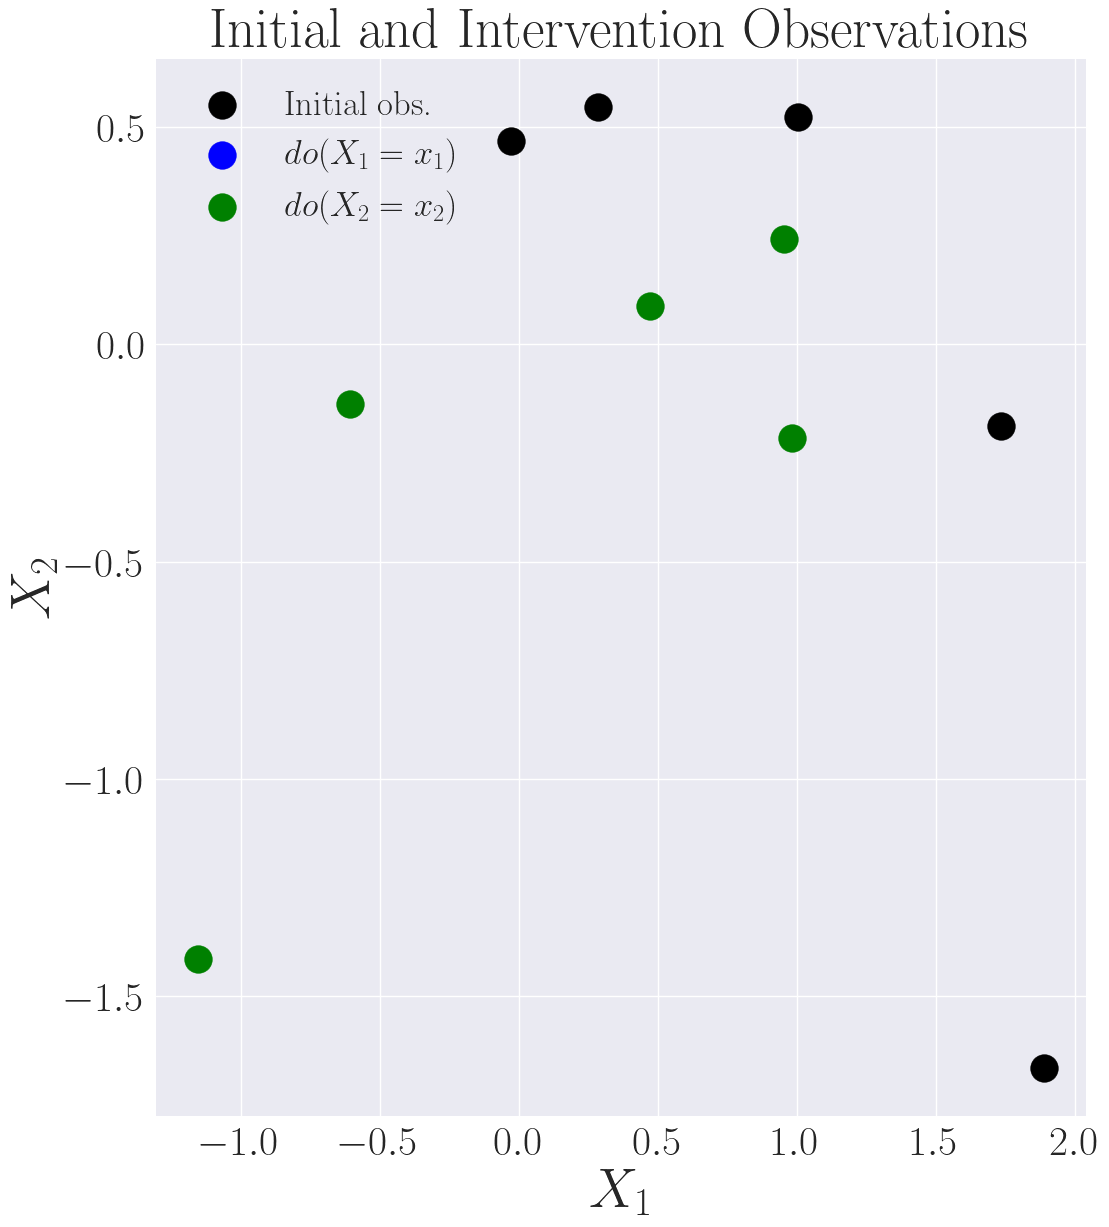 Initial and Intervention Observations
Initial obs.
do(X₁ = x₁)
do(X₂ = x₂)
0.5
0.0
−0.5
−1.0
−1.5
X₂
−1.0 −0.5 0.0 0.5 1.0 1.5 2.0
X₁